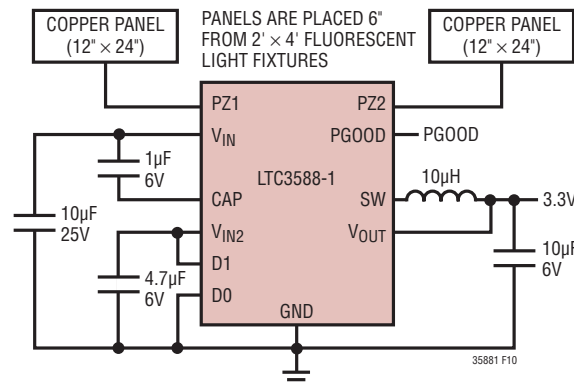 COPPER PANEL
(12" × 24")
PANELS ARE PLACED 6"
FROM 2' × 4' FLUORESCENT
LIGHT FIXTURES
COPPER PANEL
(12" × 24")
PZ1
PZ2
VIN
PGOOD
PGOOD
1µF
6V
LTC3588-1
10µH
CAP
SW
3.3V
10µF
25V
VIN2
VOUT
4.7µF
6V
D1
10µF
6V
D0
GND
35881 F10